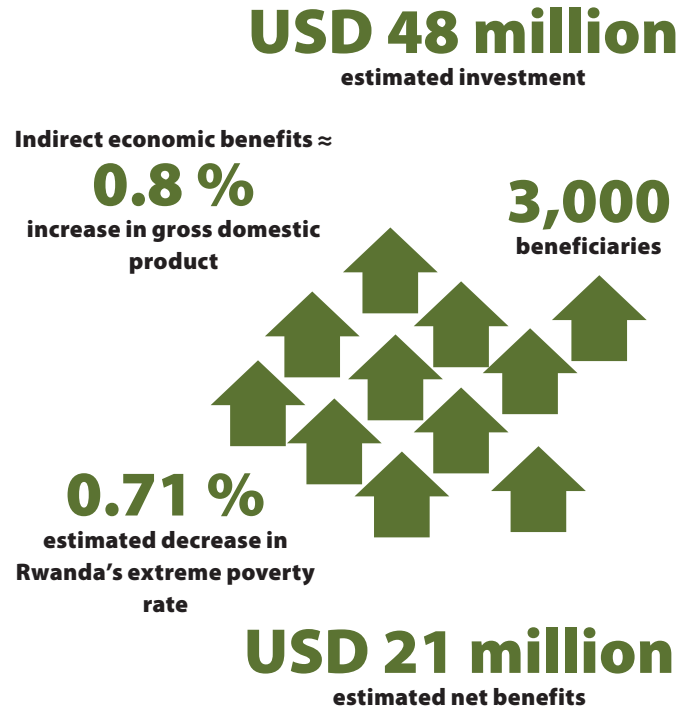 USD 48 million
estimated investment
Indirect economic benefits ≈
0.8 %
increase in gross domestic
product
3,000
beneficiaries
0.71 %
estimated decrease in
Rwanda’s extreme poverty
rate
USD 21 million
estimated net benefits